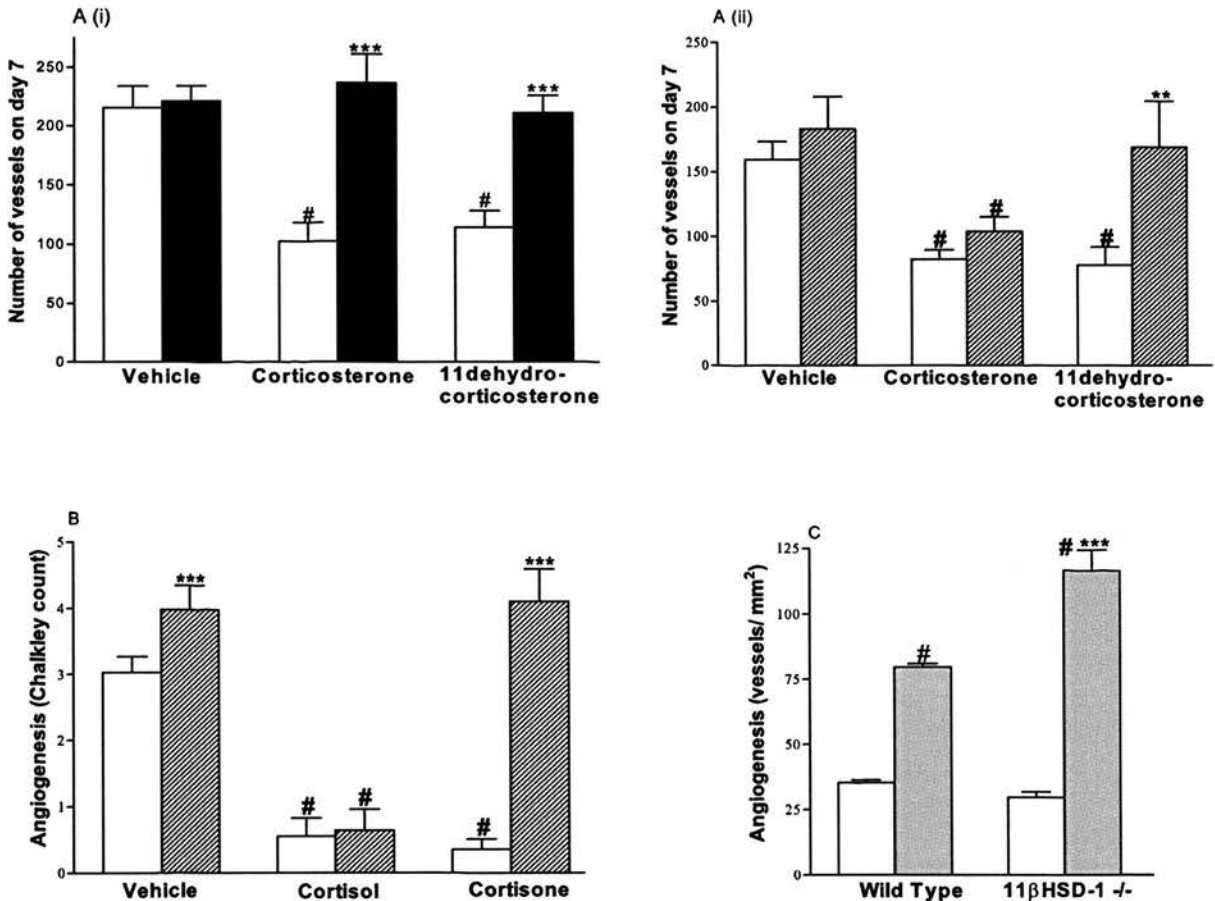 A (i)
Number of vessels on day 7
250
200
150
100
50
0
***
***
#
#
Vehicle
Corticosterone
11dehydro-
corticosterone
A (ii)
Number of vessels on day 7
250
200
150
100
50
0
**
#
#
#
Vehicle
Corticosterone
11dehydro-
corticosterone
B
Angiogenesis (Chalkley count)
5
4
3
2
1
0
***
***
#
#
#
Vehicle
Cortisol
Cortisone
C
Angiogenesis (vessels/ mm²)
125
100
75
50
25
0
# ***
#
Wild Type
11βHSD-1 -/-